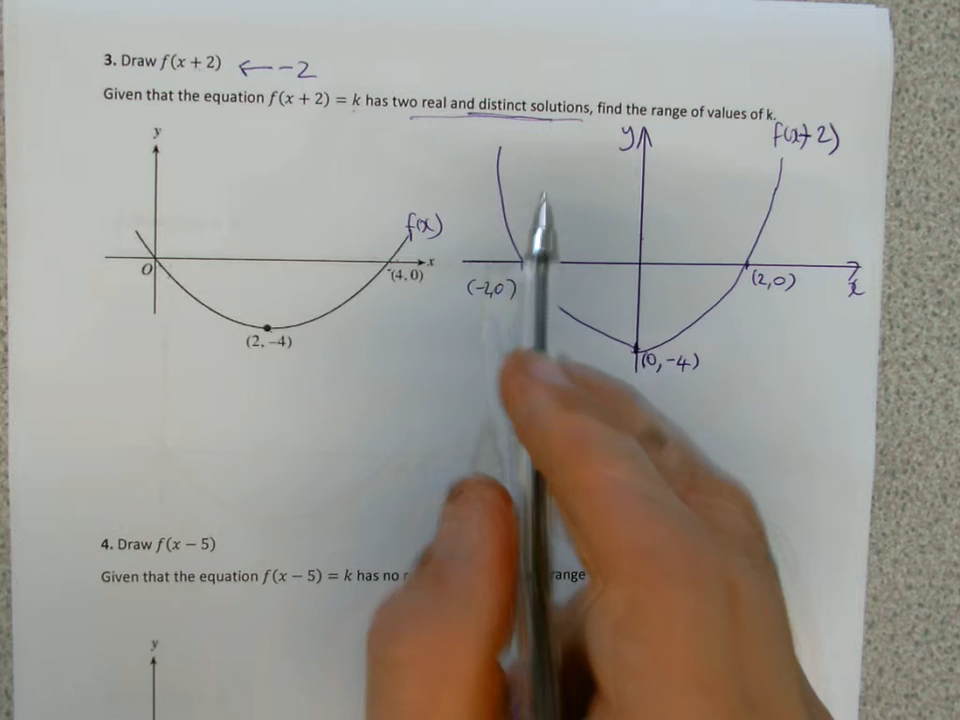 3. Draw f(x + 2) ← -2
Given that the equation f(x + 2) = k has two real and distinct solutions, find the range of values of k.
y
y
f(x+2)
f(x)
O
x
(4, 0)
(-2,0)
(2,0)
x
(2, -4)
(0, -4)
4. Draw f(x − 5)
Given that the equation f(x − 5) = k has no range
y